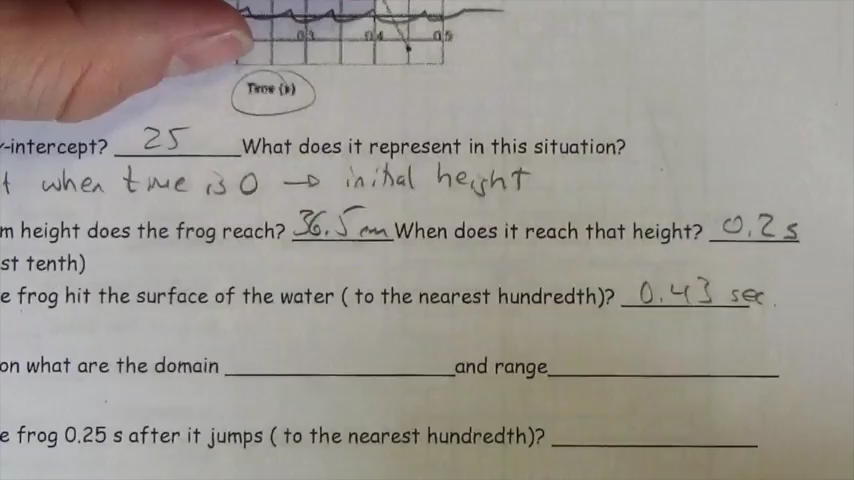 0.3 0.4 0.5
Time (s)
-intercept? 25 What does it represent in this situation?
t when time is 0 → initial height
m height does the frog reach? 36.5 cm When does it reach that height? 0.2 s
st tenth)
e frog hit the surface of the water ( to the nearest hundredth)? 0.43 sec.
on what are the domain ____ and range ____
e frog 0.25 s after it jumps ( to the nearest hundredth)? ____